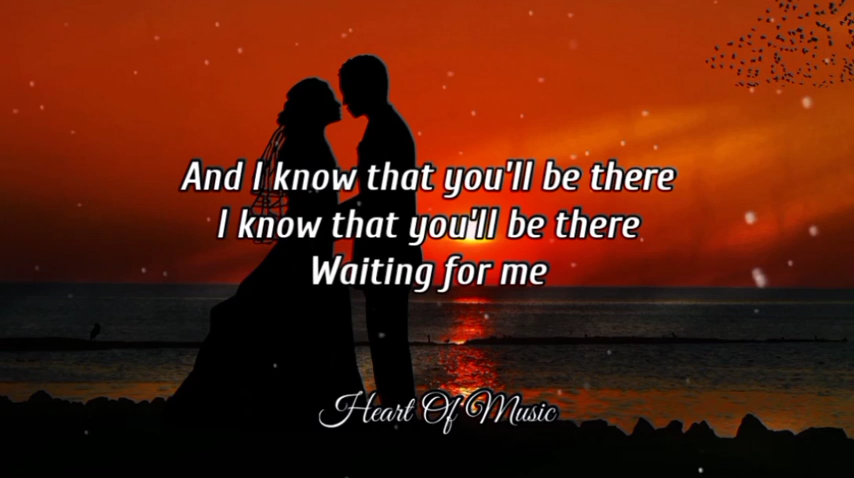 And I know that you'll be there
I know that you'll be there
Waiting for me
Heart Of Music